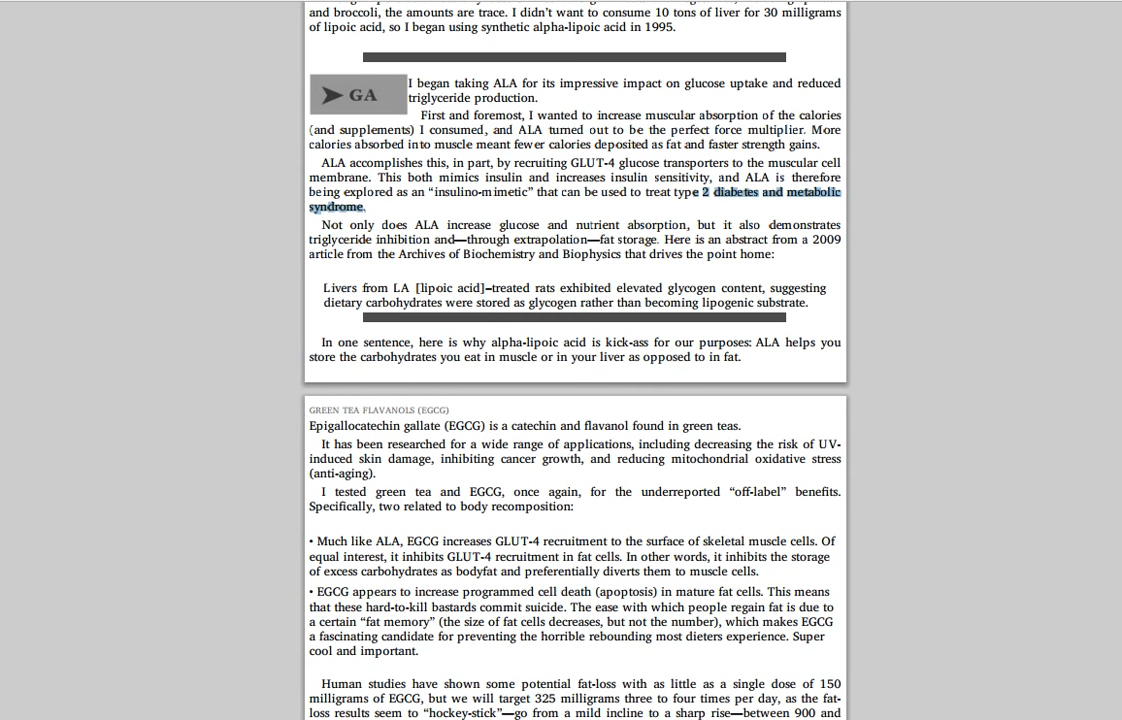 and broccoli, the amounts are trace. I didn't want to consume 10 tons of liver for 30 milligrams
of lipoic acid, so I began using synthetic alpha-lipoic acid in 1995.
GA
I began taking ALA for its impressive impact on glucose uptake and reduced
triglyceride production.
First and foremost, I wanted to increase muscular absorption of the calories
(and supplements) I consumed, and ALA turned out to be the perfect force multiplier. More
calories absorbed into muscle meant fewer calories deposited as fat and faster strength gains.
ALA accomplishes this, in part, by recruiting GLUT-4 glucose transporters to the muscular cell
membrane. This both mimics insulin and increases insulin sensitivity, and ALA is therefore
being explored as an “insulino-mimetic” that can be used to treat type 2 diabetes and metabolic
syndrome.
Not only does ALA increase glucose and nutrient absorption, but it also demonstrates
triglyceride inhibition and—through extrapolation—fat storage. Here is an abstract from a 2009
article from the Archives of Biochemistry and Biophysics that drives the point home:
Livers from LA [lipoic acid]–treated rats exhibited elevated glycogen content, suggesting
dietary carbohydrates were stored as glycogen rather than becoming lipogenic substrate.
In one sentence, here is why alpha-lipoic acid is kick-ass for our purposes: ALA helps you
store the carbohydrates you eat in muscle or in your liver as opposed to in fat.
GREEN TEA FLAVANOLS (EGCG)
Epigallocatechin gallate (EGCG) is a catechin and flavanol found in green teas.
It has been researched for a wide range of applications, including decreasing the risk of UV-
induced skin damage, inhibiting cancer growth, and reducing mitochondrial oxidative stress
(anti-aging).
I tested green tea and EGCG, once again, for the underreported “off-label” benefits.
Specifically, two related to body recomposition:
• Much like ALA, EGCG increases GLUT-4 recruitment to the surface of skeletal muscle cells. Of
equal interest, it inhibits GLUT-4 recruitment in fat cells. In other words, it inhibits the storage
of excess carbohydrates as bodyfat and preferentially diverts them to muscle cells.
• EGCG appears to increase programmed cell death (apoptosis) in mature fat cells. This means
that these hard-to-kill bastards commit suicide. The ease with which people regain fat is due to
a certain “fat memory” (the size of fat cells decreases, but not the number), which makes EGCG
a fascinating candidate for preventing the horrible rebounding most dieters experience. Super
cool and important.
Human studies have shown some potential fat-loss with as little as a single dose of 150
milligrams of EGCG, but we will target 325 milligrams three to four times per day, as the fat-
loss results seem to “hockey-stick”—go from a mild incline to a sharp rise—between 900 and